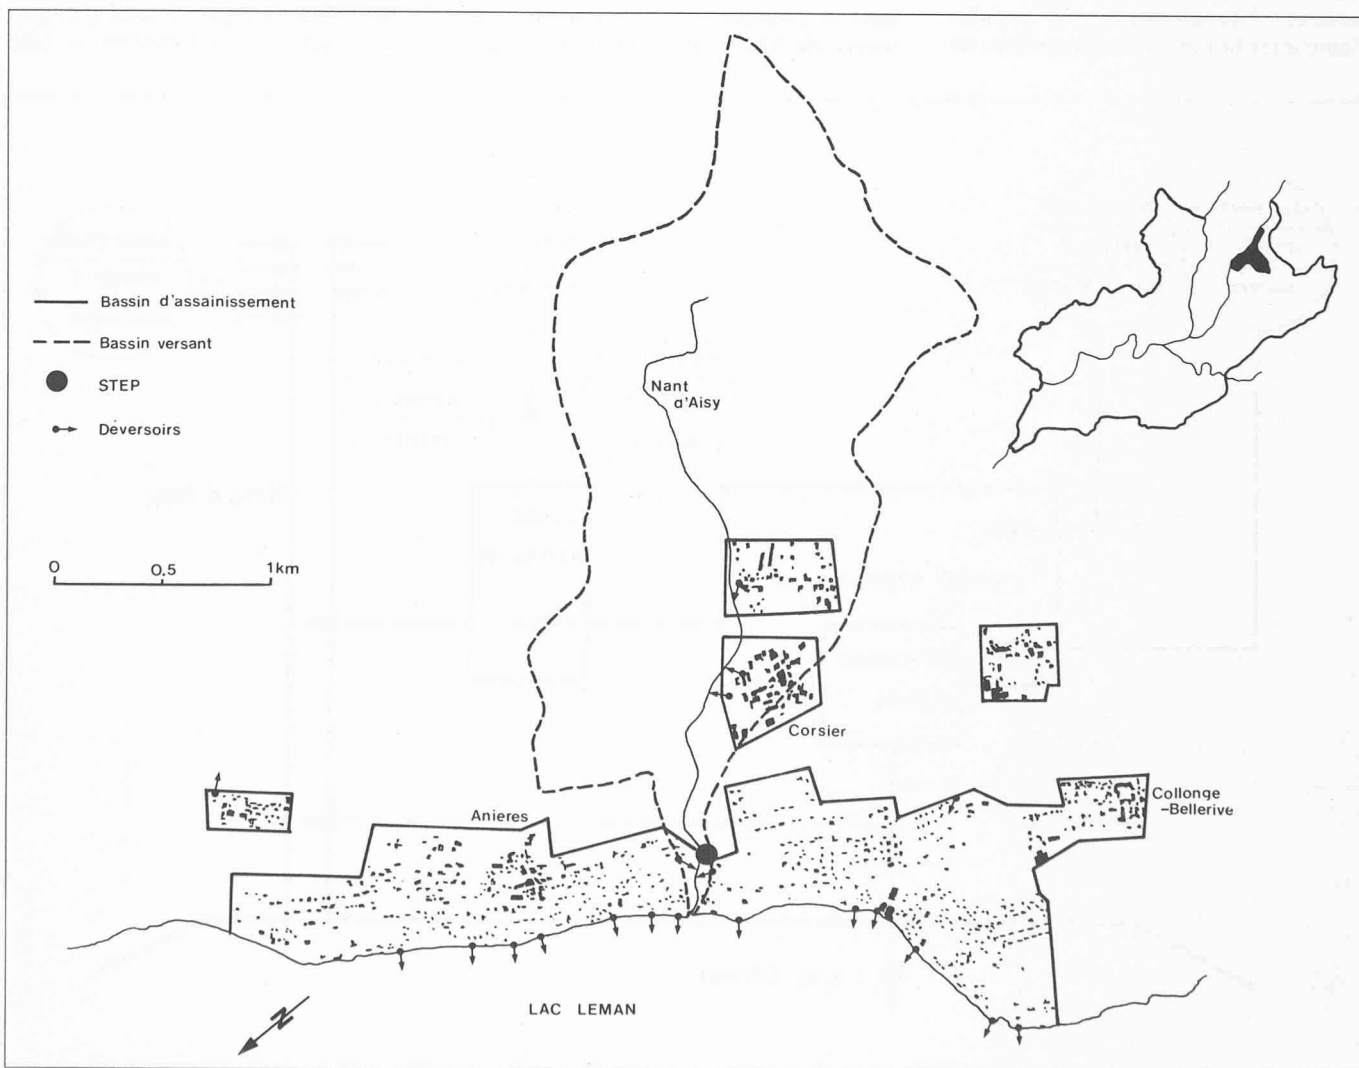 Bassin d'assainissement
Bassin versant
STEP
Déversoirs
0 0.5 1km
Nant
d'Aisy
Corsier
Collonge
-Bellerive
Anieres
LAC LEMAN
N